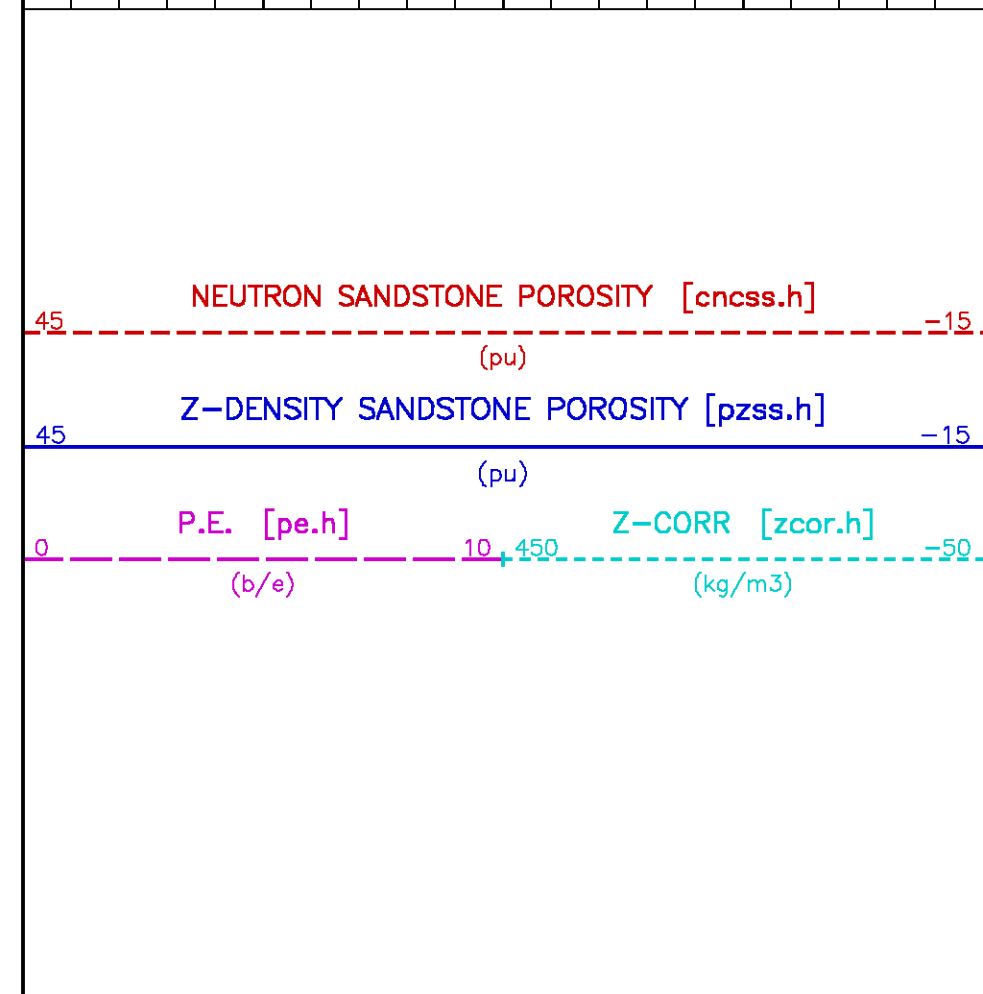 NEUTRON SANDSTONE POROSITY [cncss.h]
45 -15
(pu)
Z-DENSITY SANDSTONE POROSITY [pzss.h]
45 -15
(pu)
P.E. [pe.h] Z-CORR [zcor.h]
0 10 450 -50
(b/e) (kg/m3)